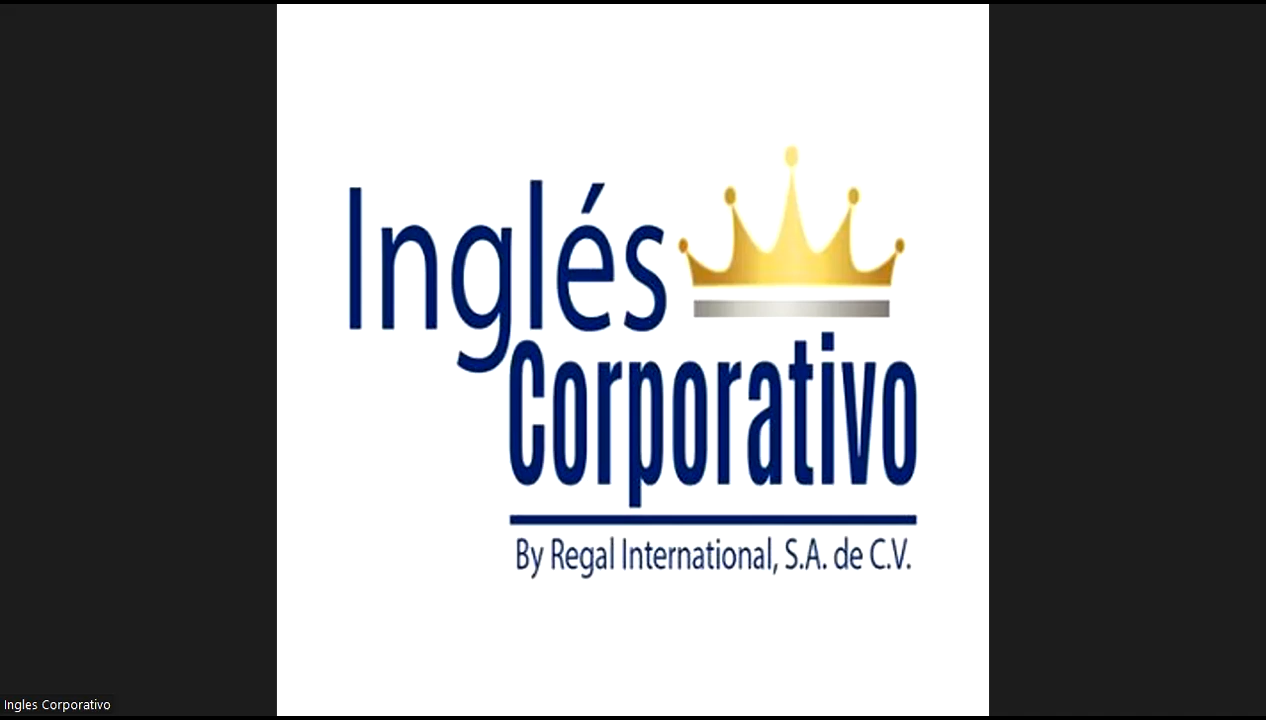 Inglés
Corporativo
By Regal International, S.A. de C.V.
Ingles Corporativo